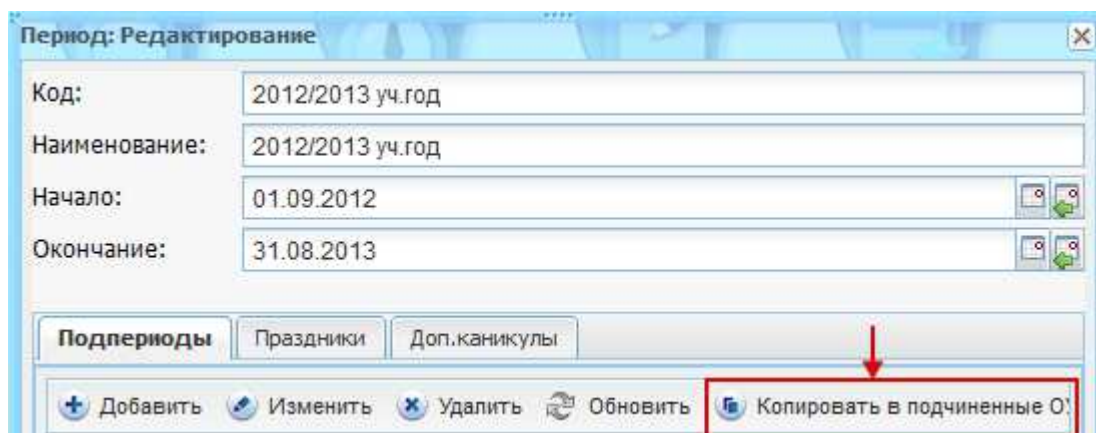 Период: Редактирование
Код: 2012/2013 уч.год
Наименование: 2012/2013 уч.год
Начало: 01.09.2012
Окончание: 31.08.2013
Подпериоды Праздники Доп.каникулы
Добавить Изменить Удалить Обновить Копировать в подчиненные ОУ